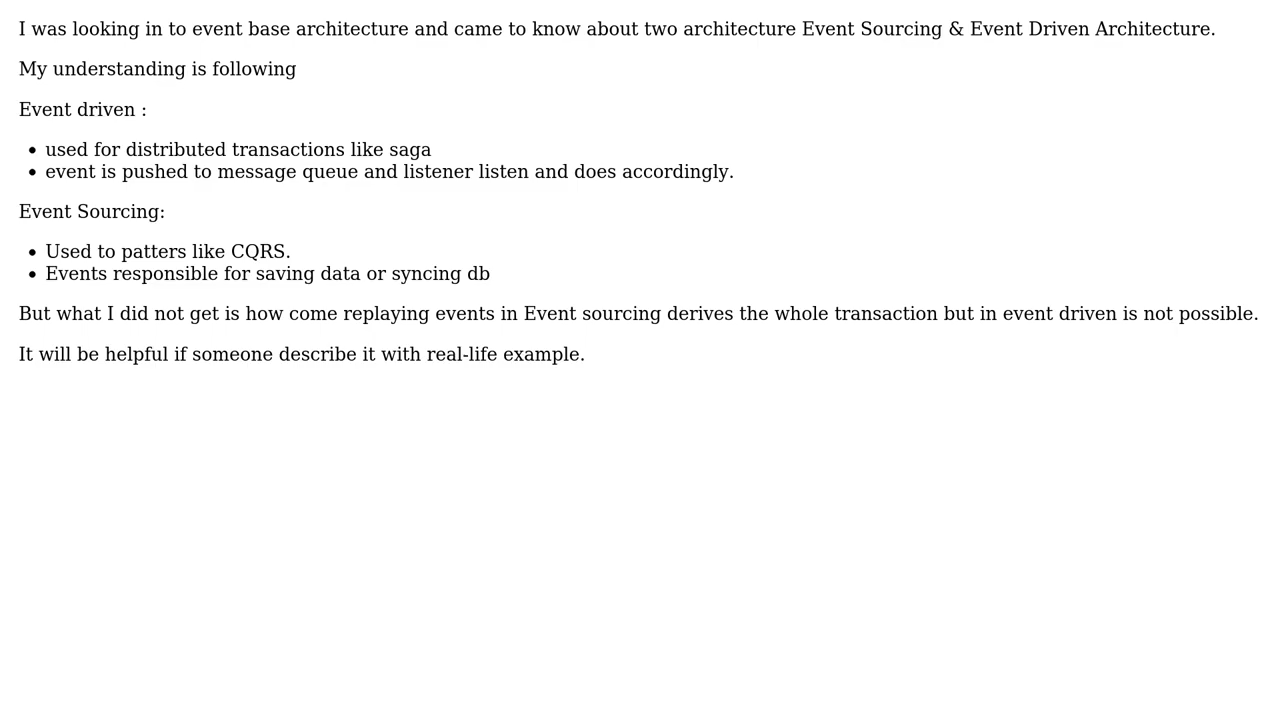 I was looking in to event base architecture and came to know about two architecture Event Sourcing & Event Driven Architecture.
My understanding is following
Event driven :
• used for distributed transactions like saga
• event is pushed to message queue and listener listen and does accordingly.
Event Sourcing:
• Used to patters like CQRS.
• Events responsible for saving data or syncing db
But what I did not get is how come replaying events in Event sourcing derives the whole transaction but in event driven is not possible.
It will be helpful if someone describe it with real-life example.